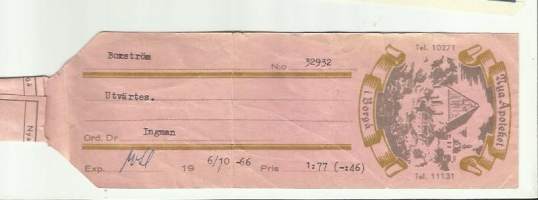 Tel. 10271
Boxström
N:o 32932
Nya Apoteket
i Borgå
Utvärtes.
Ord. Dr. Ingman
Exp. 19 6/10 -66 Pris 1:77 (-:46)
Tel. 11131